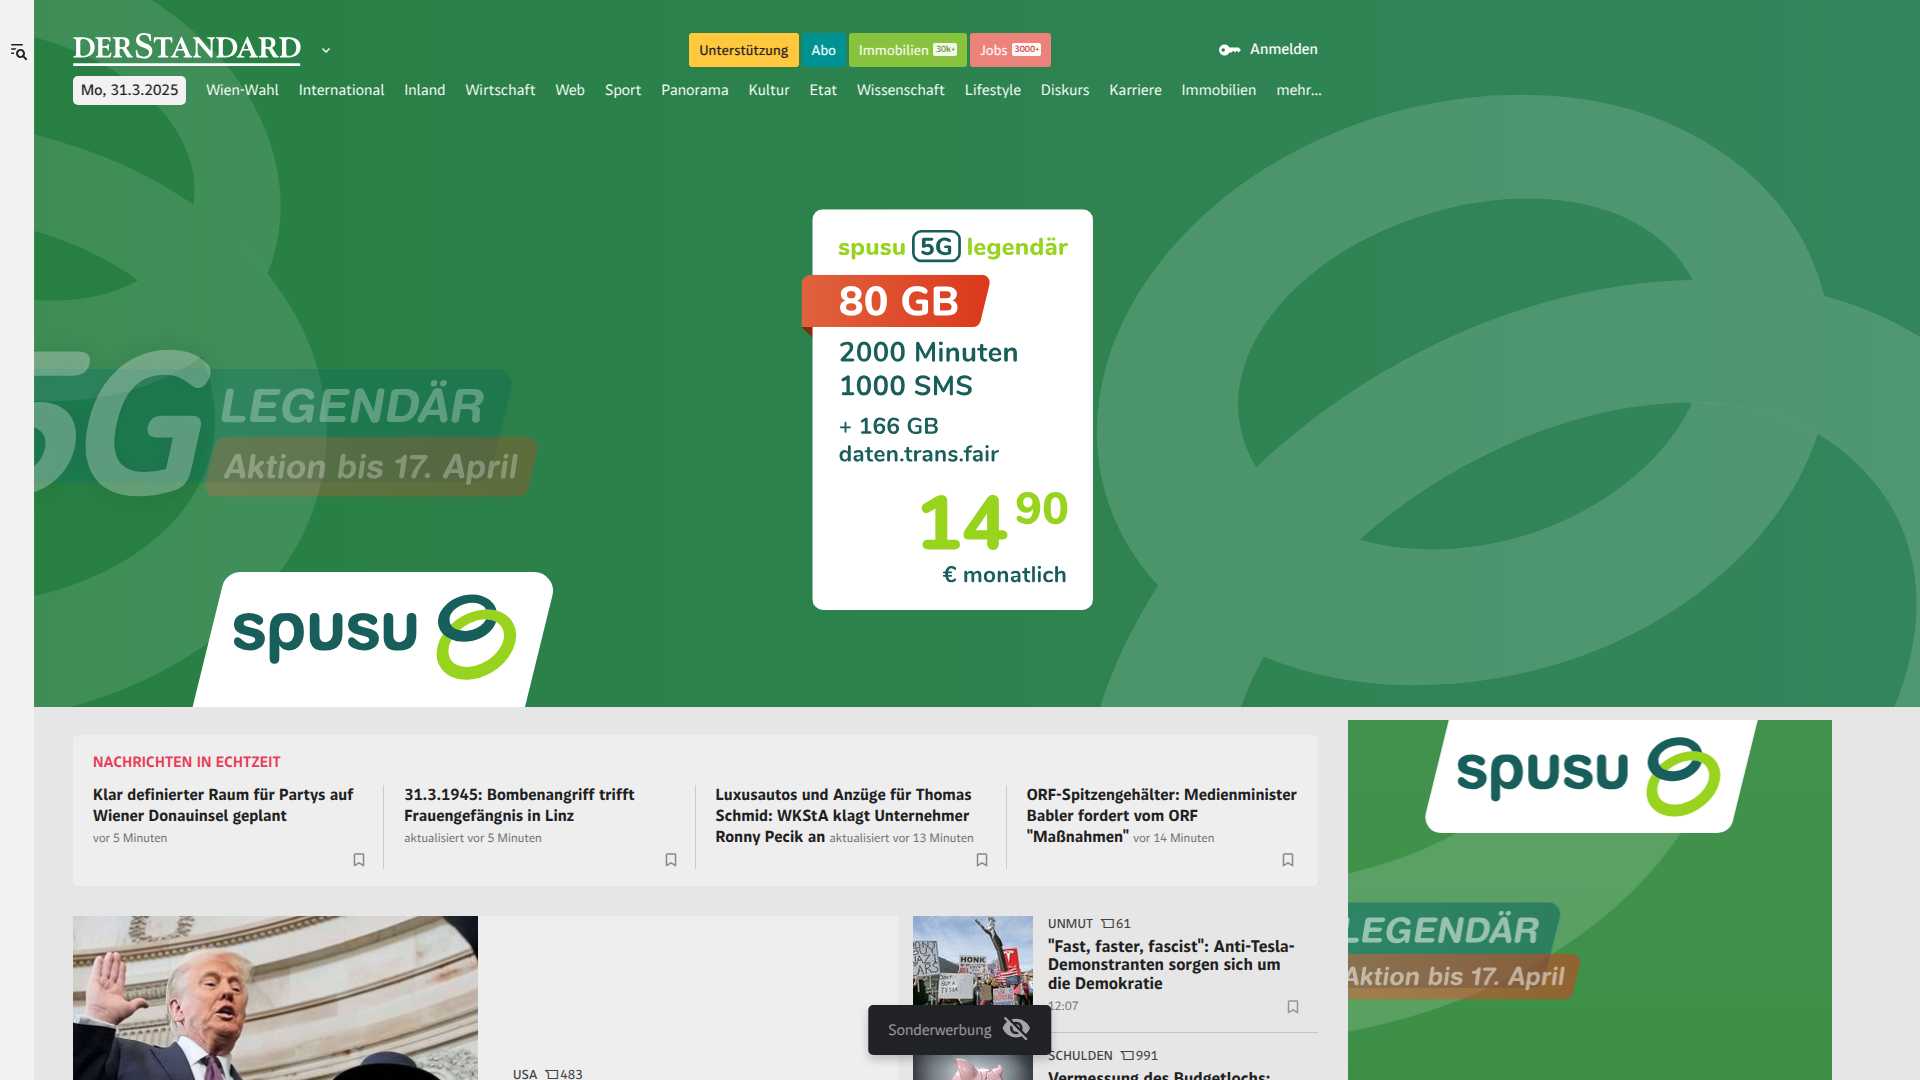 DERSTANDARD
Unterstützung
Abo
Immobilien 30k+
Jobs 3000+
Anmelden
Mo, 31.3.2025
Wien-Wahl
International
Inland
Wirtschaft
Web
Sport
Panorama
Kultur
Etat
Wissenschaft
Lifestyle
Diskurs
Karriere
Immobilien
mehr...
spusu 5G legendär
80 GB
2000 Minuten
1000 SMS
+ 166 GB
daten.trans.fair
14 90
€ monatlich
5G
LEGENDÄR
Aktion bis 17. April
spusu
NACHRICHTEN IN ECHTZEIT
Klar definierter Raum für Partys auf
Wiener Donauinsel geplant
vor 5 Minuten
31.3.1945: Bombenangriff trifft
Frauengefängnis in Linz
aktualisiert vor 5 Minuten
Luxusautos und Anzüge für Thomas
Schmid: WKStA klagt Unternehmer
Ronny Pecik an aktualisiert vor 13 Minuten
ORF-Spitzengehälter: Medienminister
Babler fordert vom ORF
"Maßnahmen" vor 14 Minuten
spusu
LEGENDÄR
Aktion bis 17. April
USA 483
HONK
UNMUT 61
"Fast, faster, fascist": Anti-Tesla-
Demonstranten sorgen sich um
die Demokratie
12:07
Sonderwerbung
SCHULDEN 991
Vermessung des Budgetlochs: